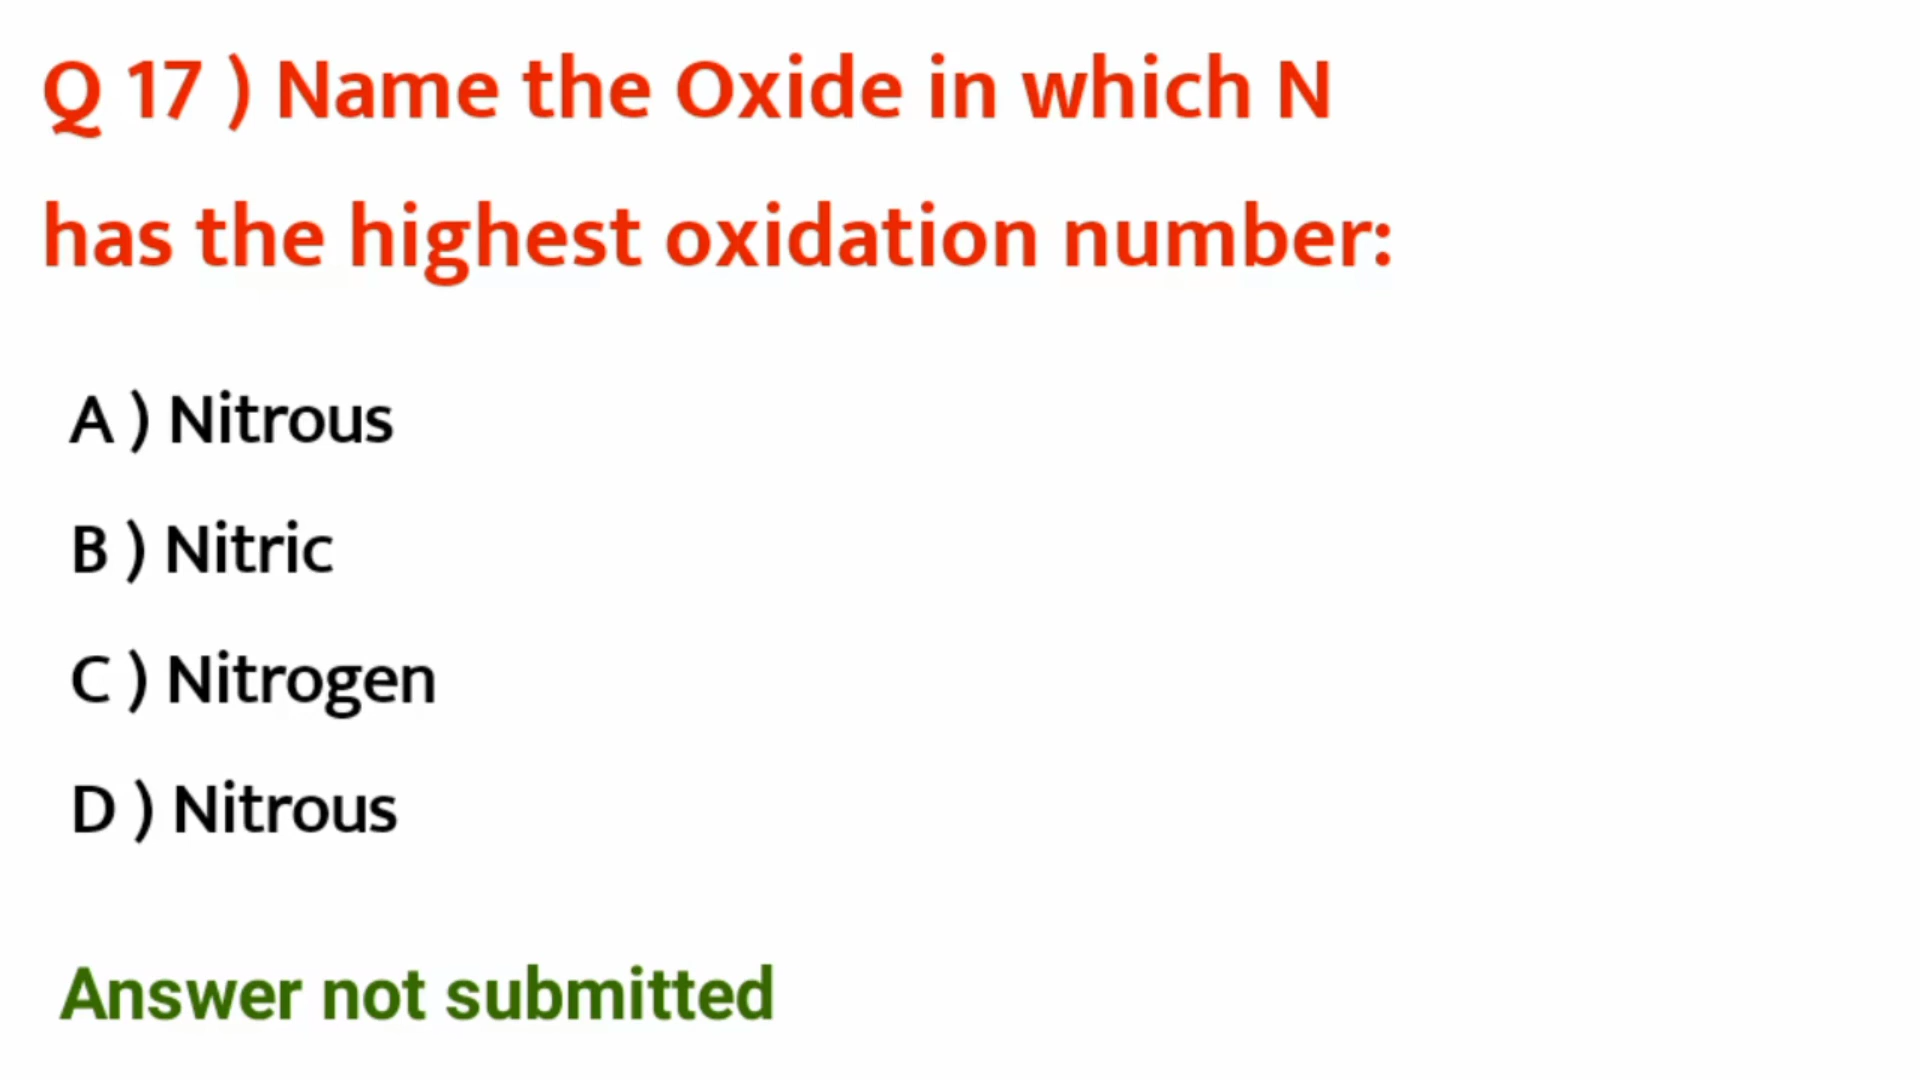 Q 17 ) Name the Oxide in which N
has the highest oxidation number:
A ) Nitrous
B ) Nitric
C ) Nitrogen
D ) Nitrous
Answer not submitted